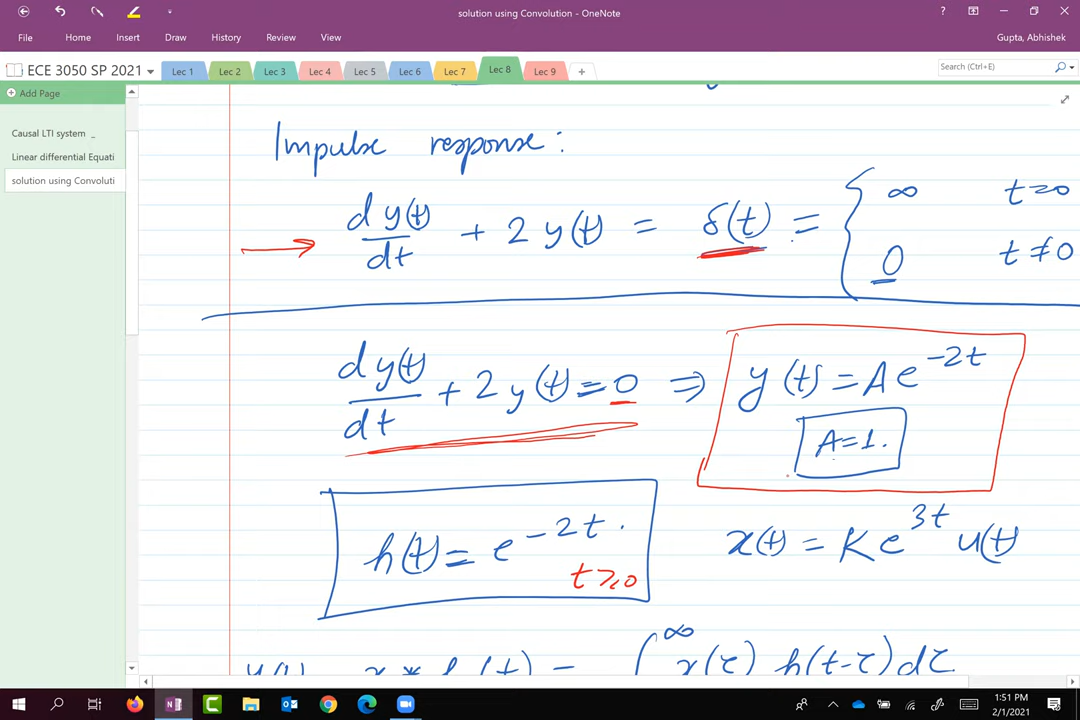 solution using Convolution - OneNote
?
File Home Insert Draw History Review View
Gupta, Abhishek
ECE 3050 SP 2021
Lec 1 Lec 2 Lec 3 Lec 4 Lec 5 Lec 6 Lec 7 Lec 8 Lec 9 +
Search (Ctrl+E)
Add Page
Causal LTI system _
Linear differential Equati
solution using Convoluti
Impulse response:
dy(t)/dt + 2y(t) = δ(t) = { ∞ t=0
0 t≠0
dy(t)/dt + 2y(t) = 0 ⇒ y(t) = Ae^{-2t}
A=1.
h(t) = e^{-2t}.
t≥0
x(t) = Ke^{3t} u(t)
y(t) x * h(t) = ∫^∞ x(τ) h(t-τ)dτ
1:51 PM
2/1/2021